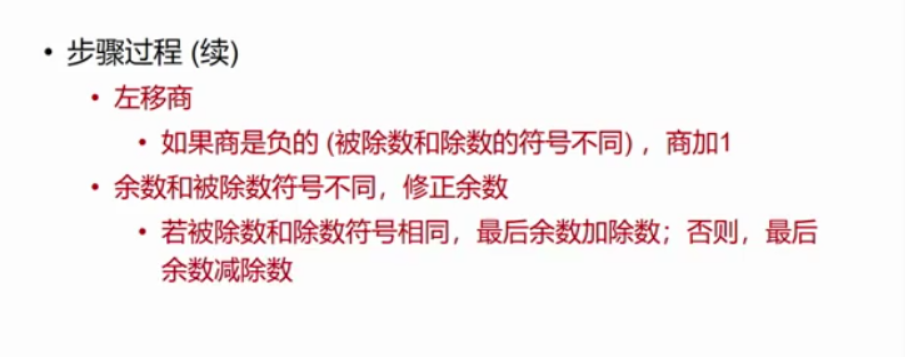 • 步骤过程 (续)
• 左移商
• 如果商是负的 (被除数和除数的符号不同) ，商加1
• 余数和被除数符号不同，修正余数
• 若被除数和除数符号相同，最后余数加除数；否则，最后
余数减除数